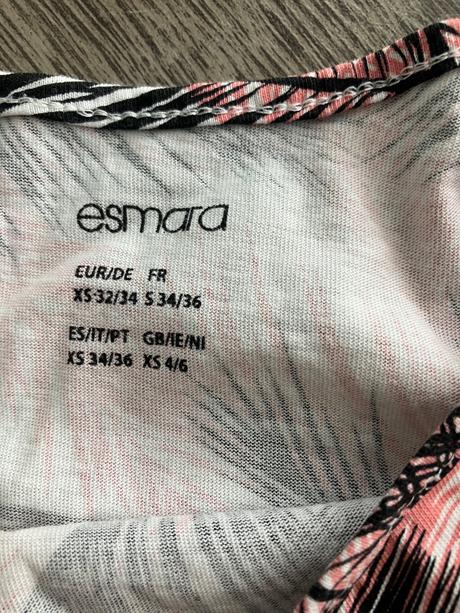 esmara
EUR/DE FR
XS-32/34 S 34/36
ES/IT/PT GB/IE/NI
XS 34/36 XS 4/6